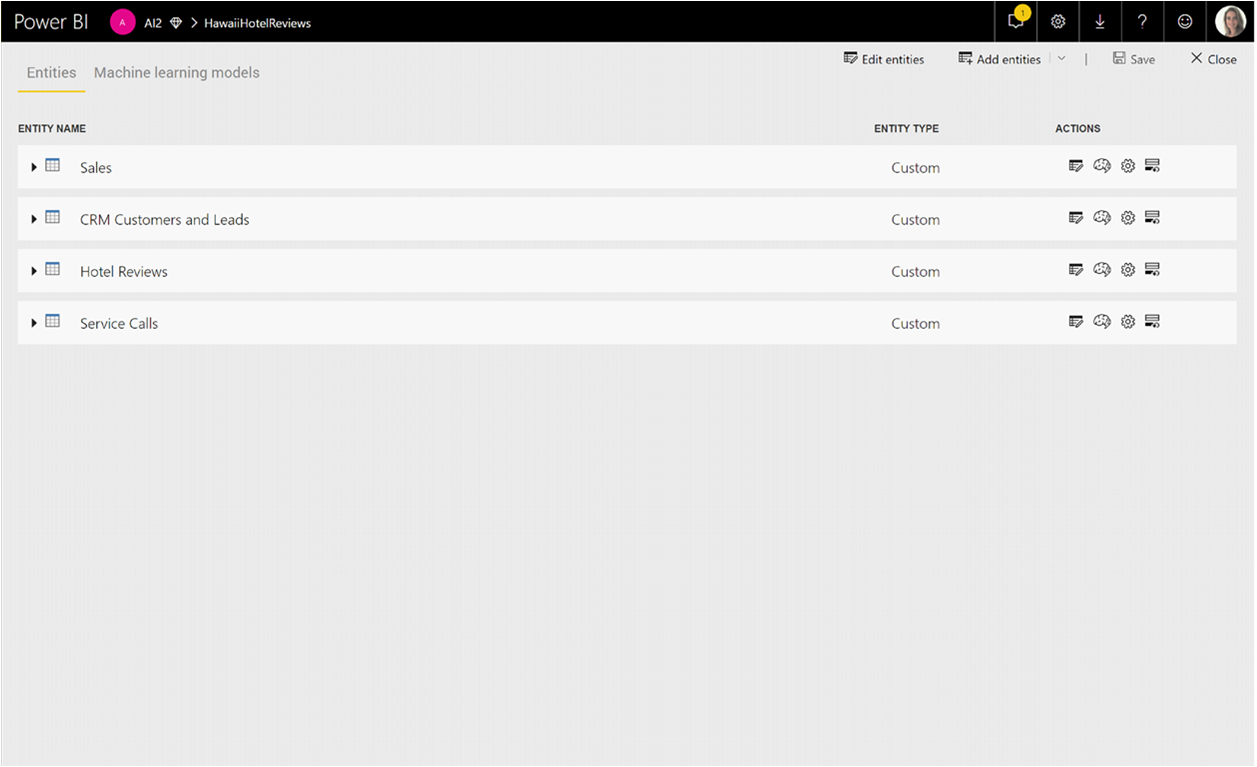 Power BI A AI2 > HawaiiHotelReviews 1 ?
Edit entities Add entities | Save Close
Entities Machine learning models
ENTITY NAME ENTITY TYPE ACTIONS
Sales Custom
CRM Customers and Leads Custom
Hotel Reviews Custom
Service Calls Custom